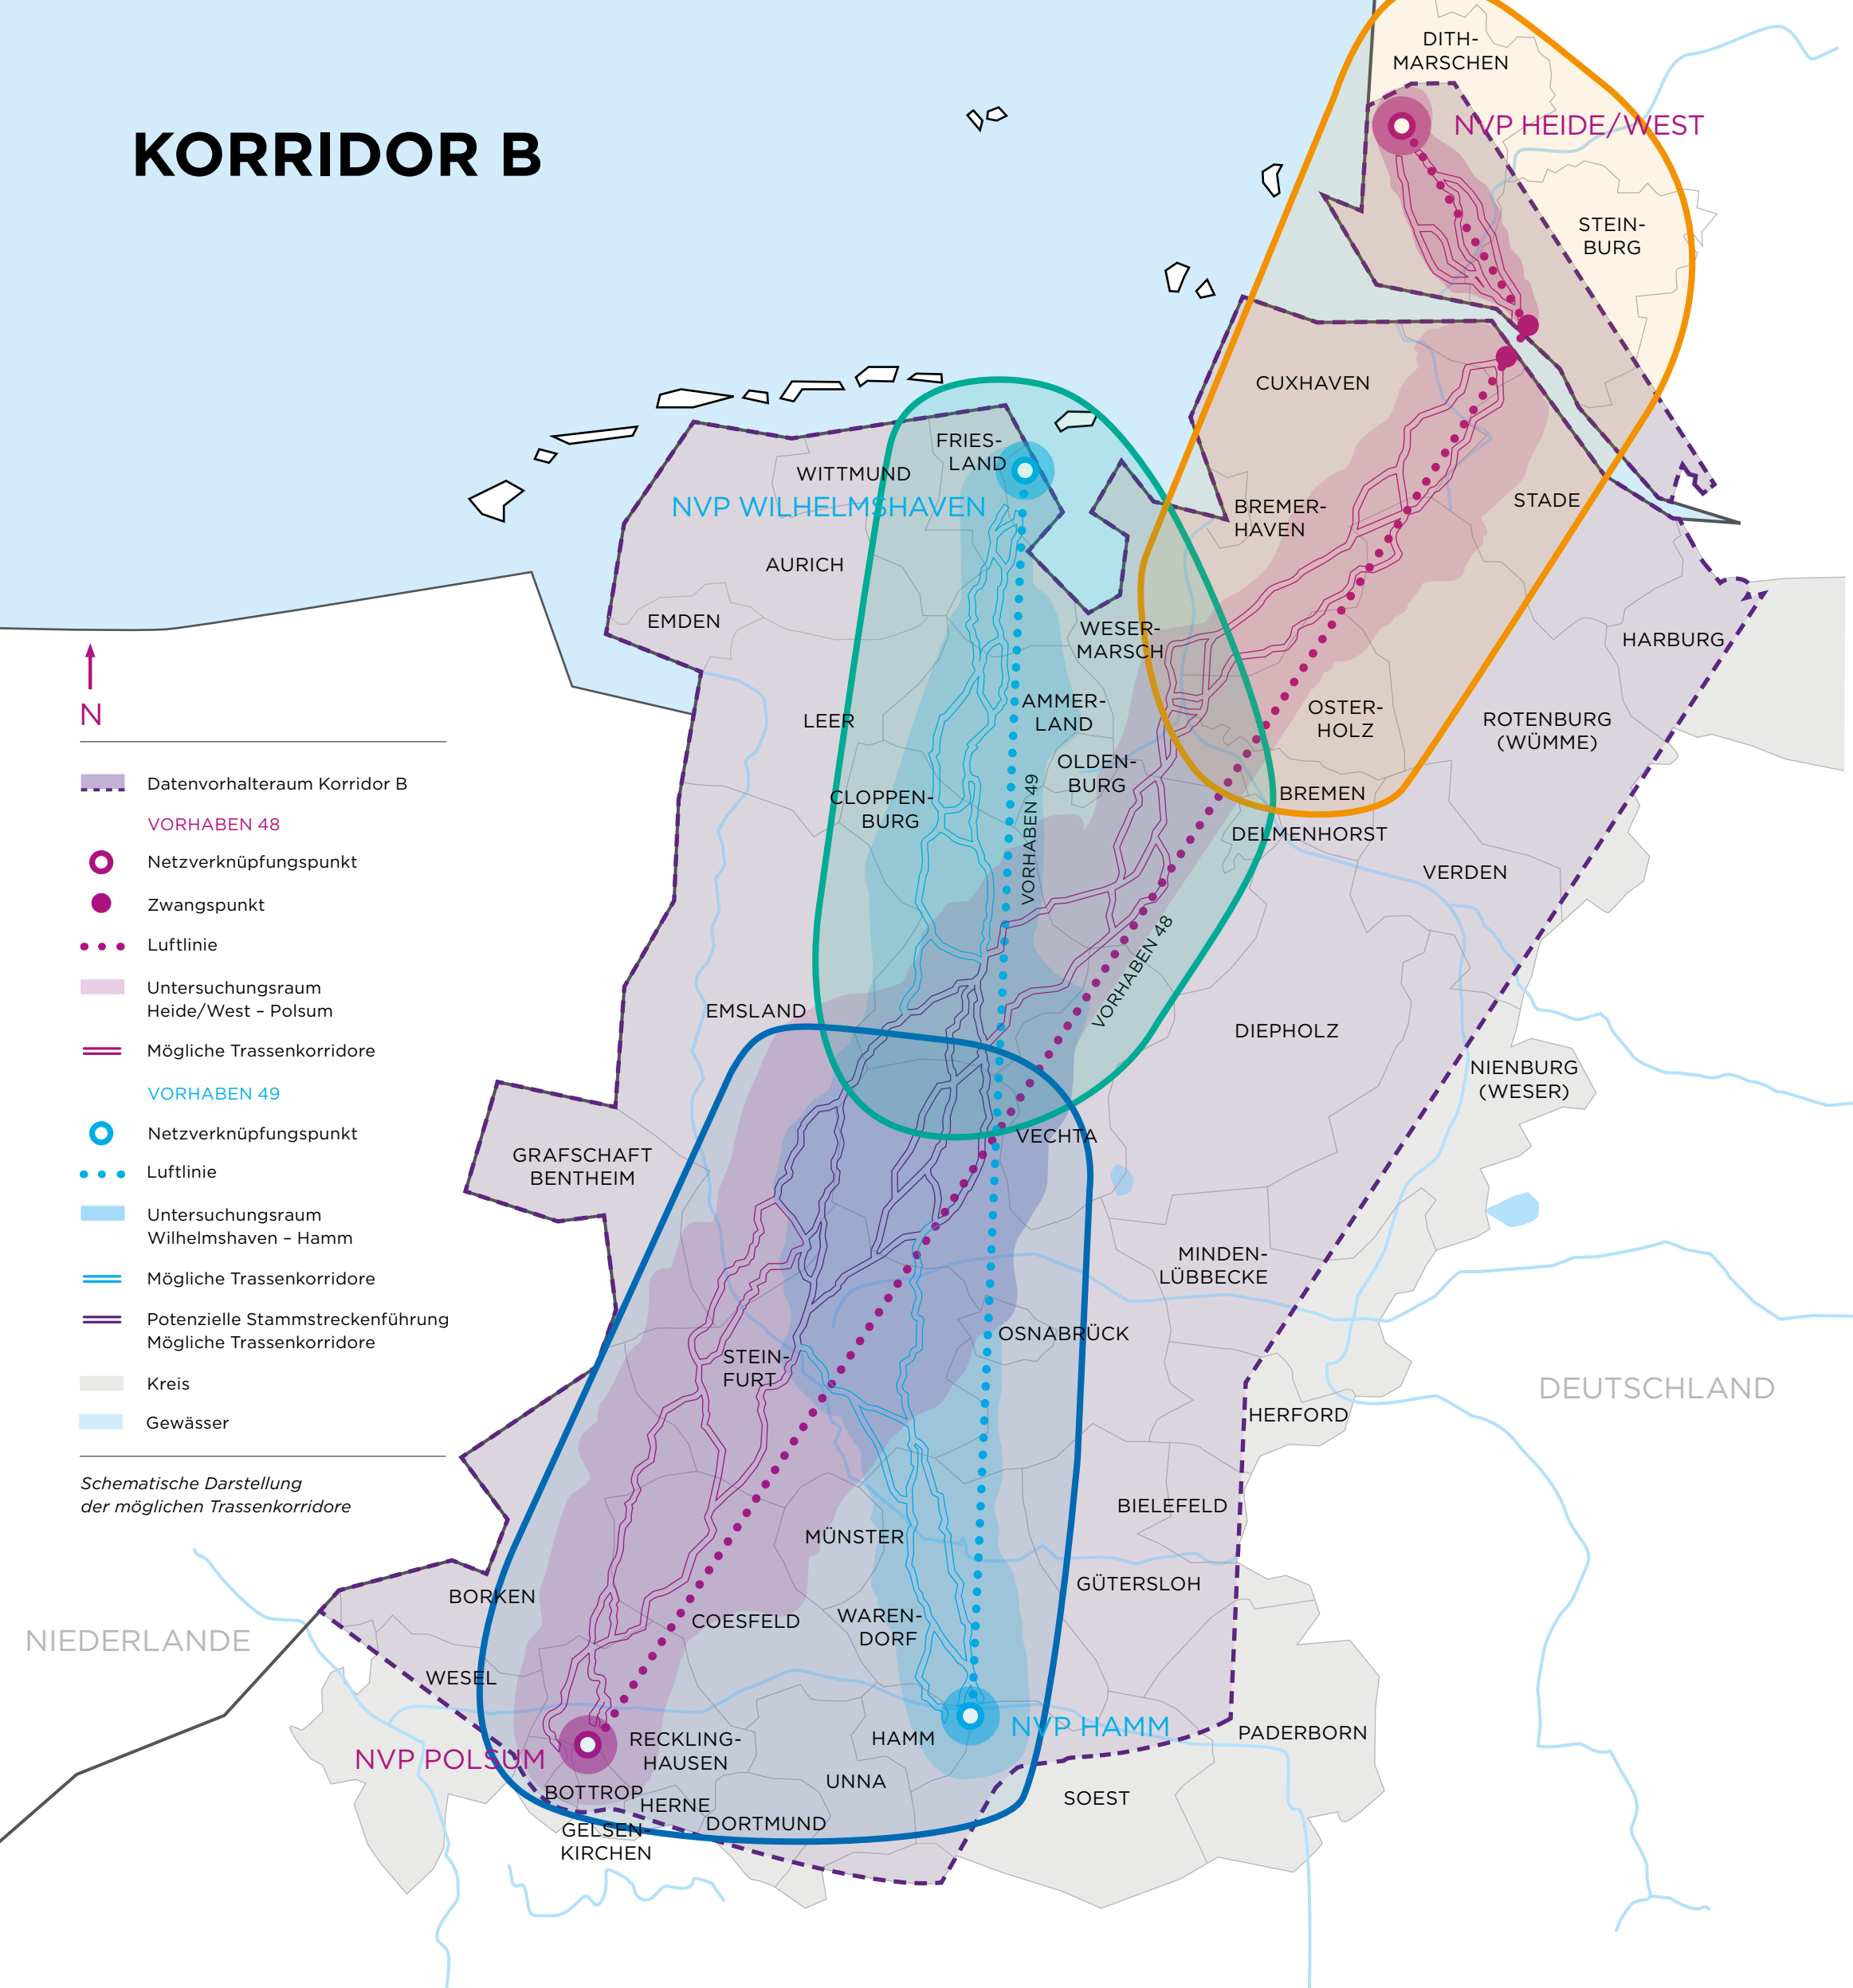 KORRIDOR B
DITH-
MARSCHEN
NVP HEIDE/WEST
STEIN-
BURG
CUXHAVEN
FRIES-
LAND
WITTMUND
NVP WILHELMSHAVEN
STADE
BREMER-
HAVEN
AURICH
EMDEN
WESER-
MARSCH
HARBURG
AMMER-
LAND
LEER
OSTER-
HOLZ
ROTENBURG
(WÜMME)
OLDEN-
BURG
CLOPPEN-
BURG
VORHABEN 49
BREMEN
DELMENHORST
VERDEN
VORHABEN 48
EMSLAND
DIEPHOLZ
NIENBURG
(WESER)
VECHTA
GRAFSCHAFT
BENTHEIM
MINDEN-
LÜBBECKE
OSNABRÜCK
STEIN-
FURT
DEUTSCHLAND
HERFORD
BIELEFELD
MÜNSTER
GÜTERSLOH
BORKEN
COESFELD
WAREN-
DORF
NIEDERLANDE
WESEL
NVP HAMM
HAMM
PADERBORN
RECKLING-
HAUSEN
NVP POLSUM
UNNA
BOTTROP
HERNE
SOEST
DORTMUND
GELSEN-
KIRCHEN
N
Datenvorhalteraum Korridor B
VORHABEN 48
Netzverknüpfungspunkt
Zwangspunkt
Luftlinie
Untersuchungsraum
Heide/West – Polsum
Mögliche Trassenkorridore
VORHABEN 49
Netzverknüpfungspunkt
Luftlinie
Untersuchungsraum
Wilhelmshaven – Hamm
Mögliche Trassenkorridore
Potenzielle Stammstreckenführung
Mögliche Trassenkorridore
Kreis
Gewässer
Schematische Darstellung
der möglichen Trassenkorridore